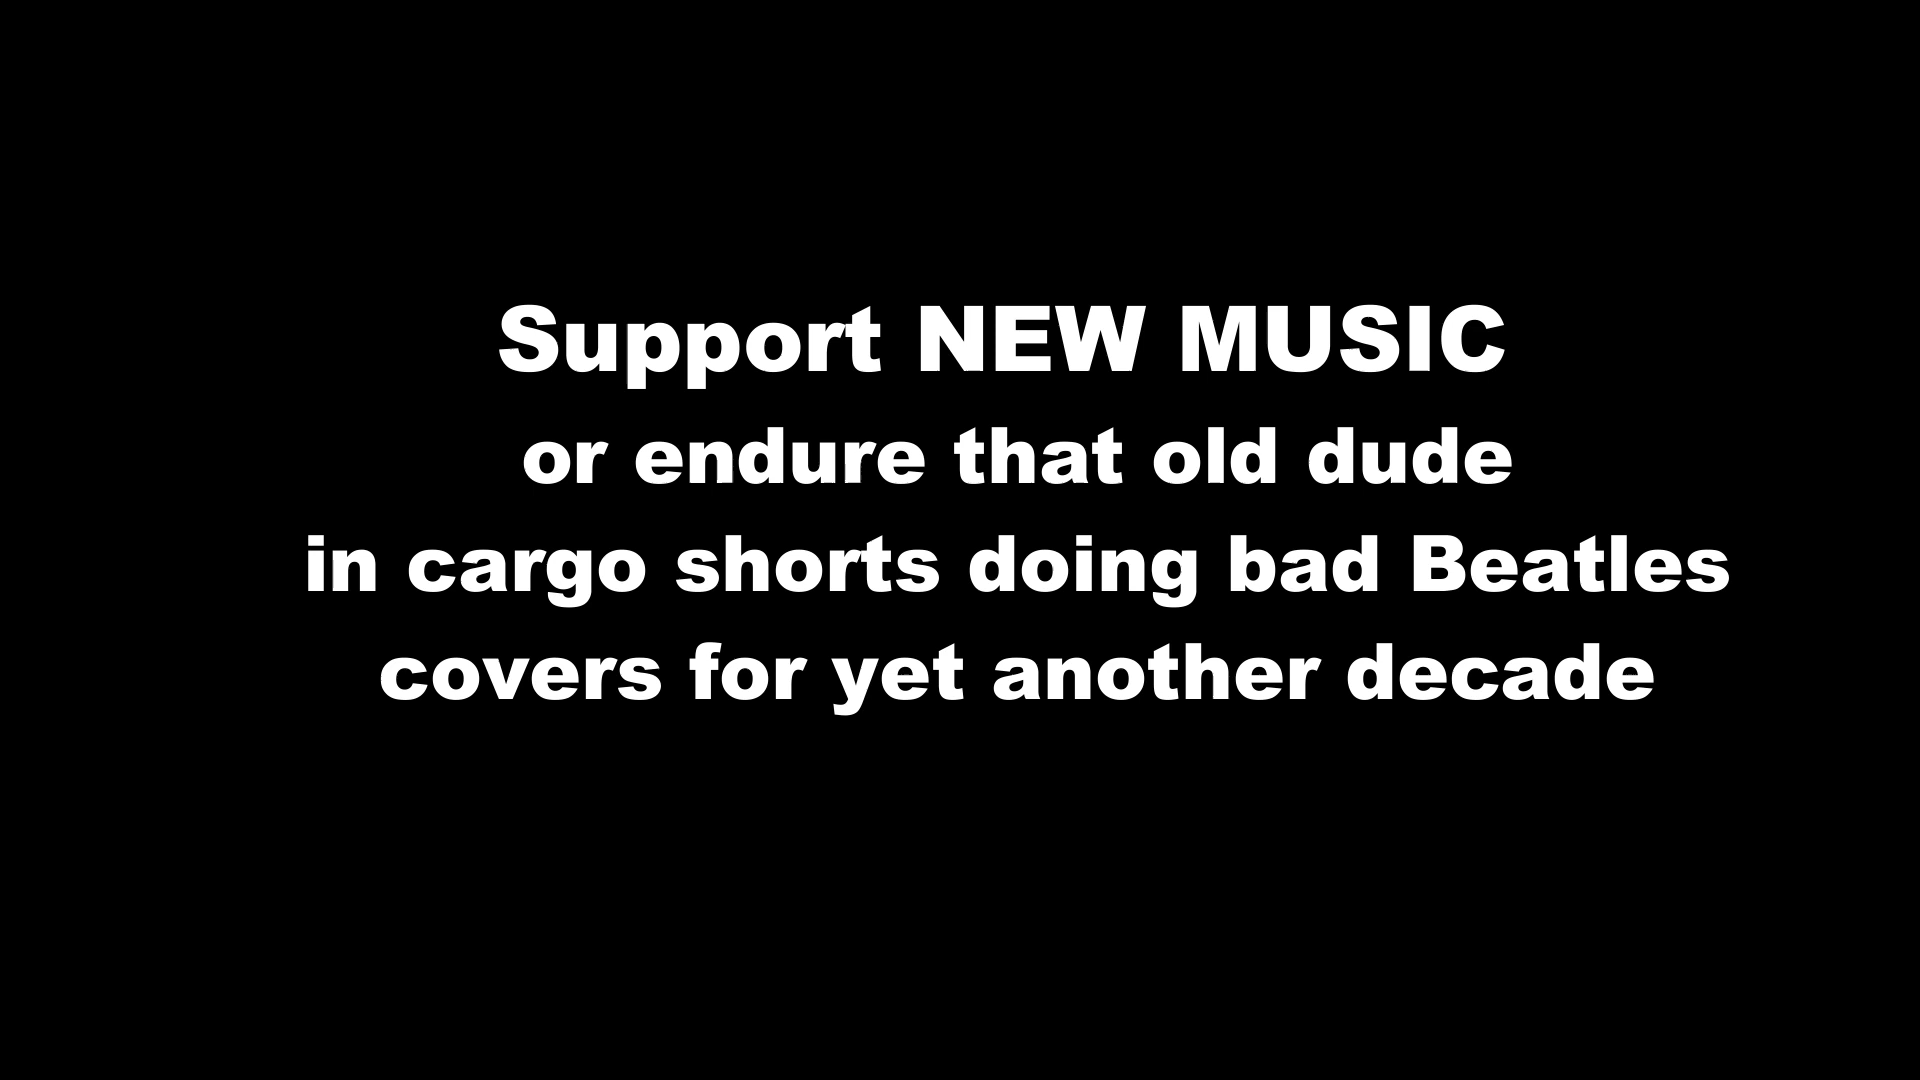 Support NEW MUSIC
or endure that old dude
in cargo shorts doing bad Beatles
covers for yet another decade